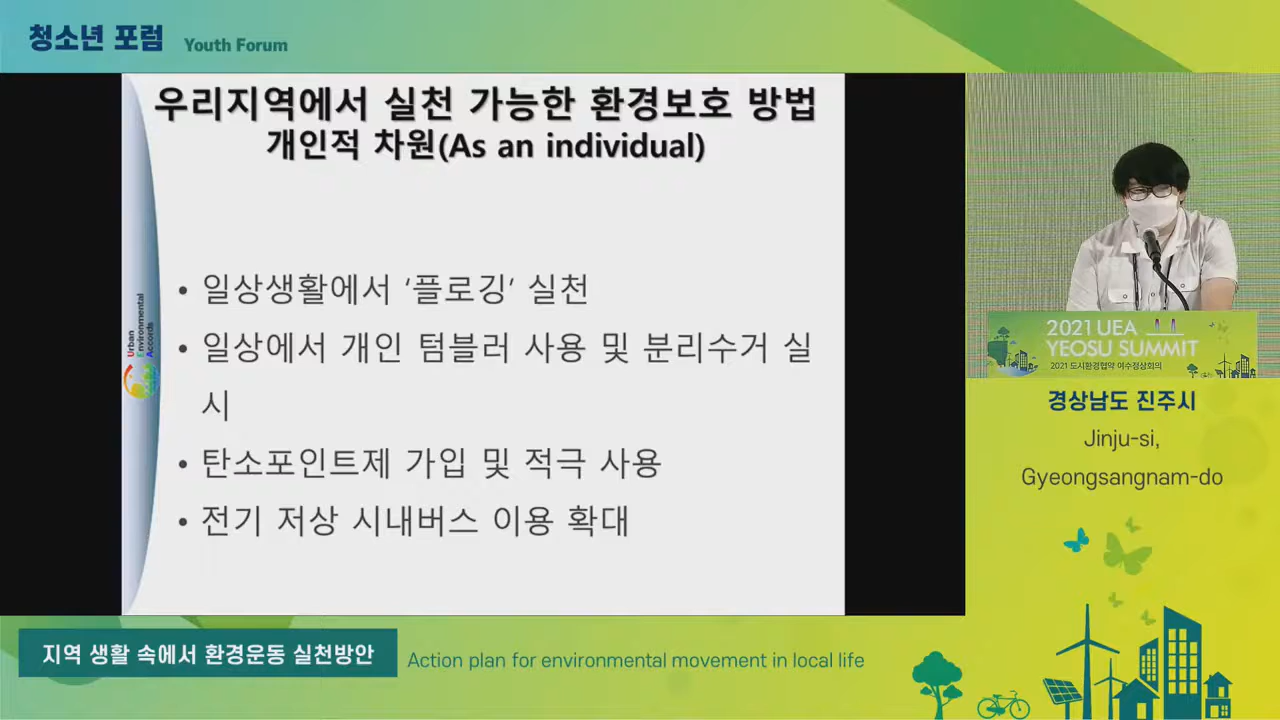 청소년 포럼 Youth Forum
우리지역에서 실천 가능한 환경보호 방법
개인적 차원(As an individual)
• 일상생활에서 ‘플로깅’ 실천
• 일상에서 개인 텀블러 사용 및 분리수거 실
시
• 탄소포인트제 가입 및 적극 사용
• 전기 저상 시내버스 이용 확대
Urban
Environmental
Accords
2021 UEA
YEOSU SUMMIT
2021 도시환경협약 여수정상회의
경상남도 진주시
Jinju-si,
Gyeongsangnam-do
지역 생활 속에서 환경운동 실천방안
Action plan for environmental movement in local life